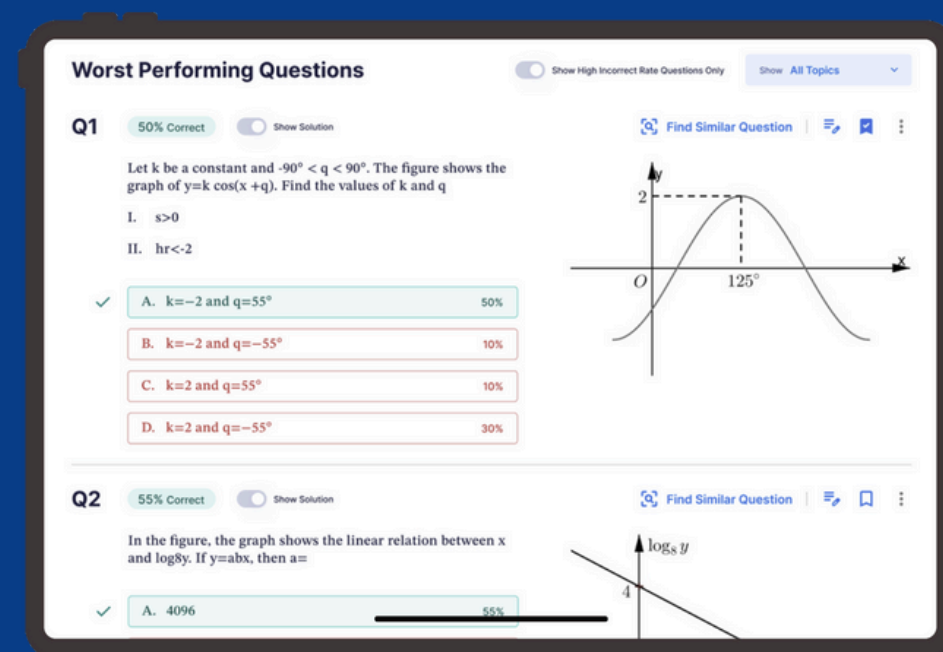 Worst Performing Questions
Show High Incorrect Rate Questions Only
Show All Topics
Q1
50% Correct
Show Solution
Find Similar Question
Let k be a constant and -90° < q < 90°. The figure shows the
graph of y=k cos(x +q). Find the values of k and q
I. s>0
II. hr<-2
A. k=−2 and q=55°
50%
B. k=−2 and q=−55°
10%
C. k=2 and q=55°
10%
D. k=2 and q=−55°
30%
y
2
x
O
125°
Q2
55% Correct
Show Solution
Find Similar Question
In the figure, the graph shows the linear relation between x
and log8y. If y=abx, then a=
A. 4096
55%
log₈ y
4